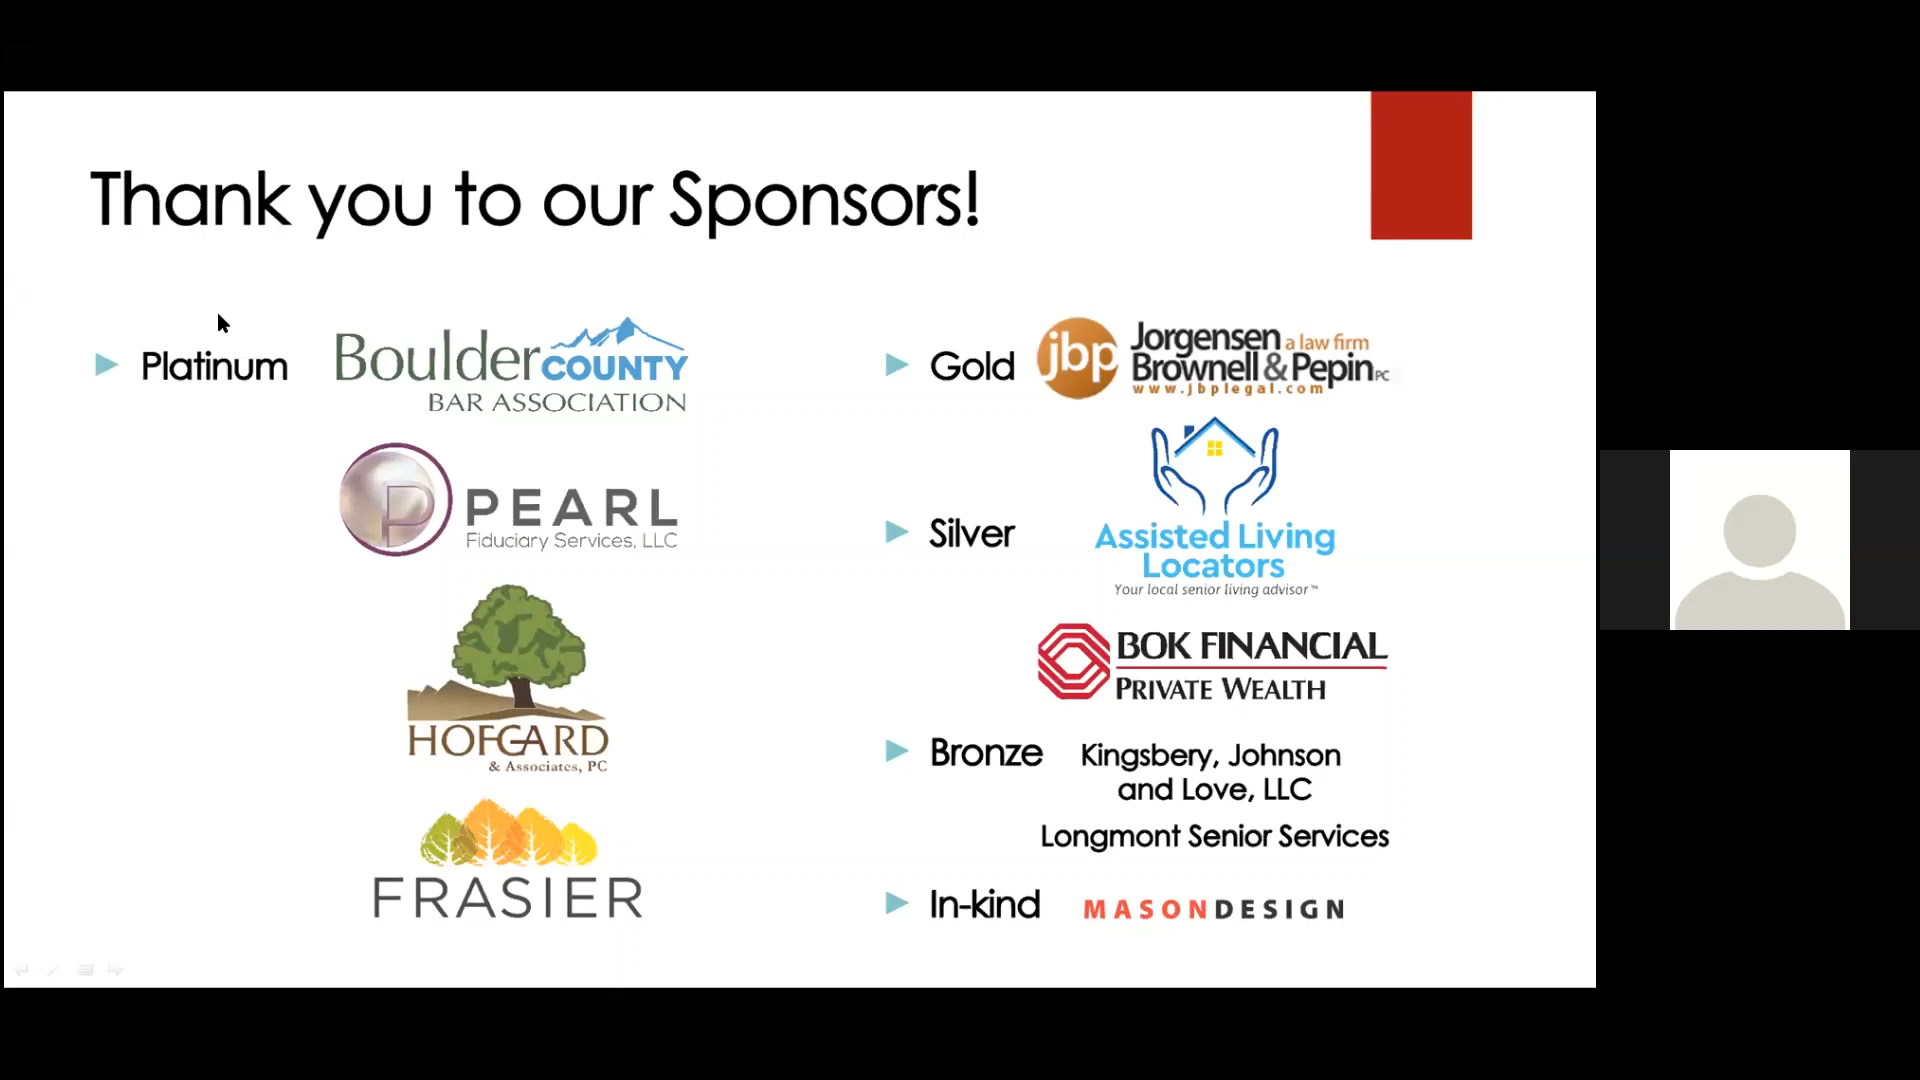 Thank you to our Sponsors!
Platinum
Boulder COUNTY
BAR ASSOCIATION
P
PEARL
Fiduciary Services, LLC
HOFGARD
& Associates, PC
FRASIER
Gold
jbp
Jorgensen a law firm
Brownell & Pepin PC
www.jbplegal.com
Silver
Assisted Living
Locators
Your local senior living advisor™
BOK FINANCIAL
PRIVATE WEALTH
Bronze
Kingsbery, Johnson
and Love, LLC
Longmont Senior Services
In-kind
MASONDESIGN